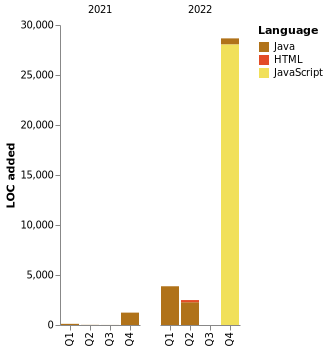 2021 2022
Language
Java
HTML
JavaScript
LOC added
30,000
25,000
20,000
15,000
10,000
5,000
0
Q1 Q2 Q3 Q4 Q1 Q2 Q3 Q4